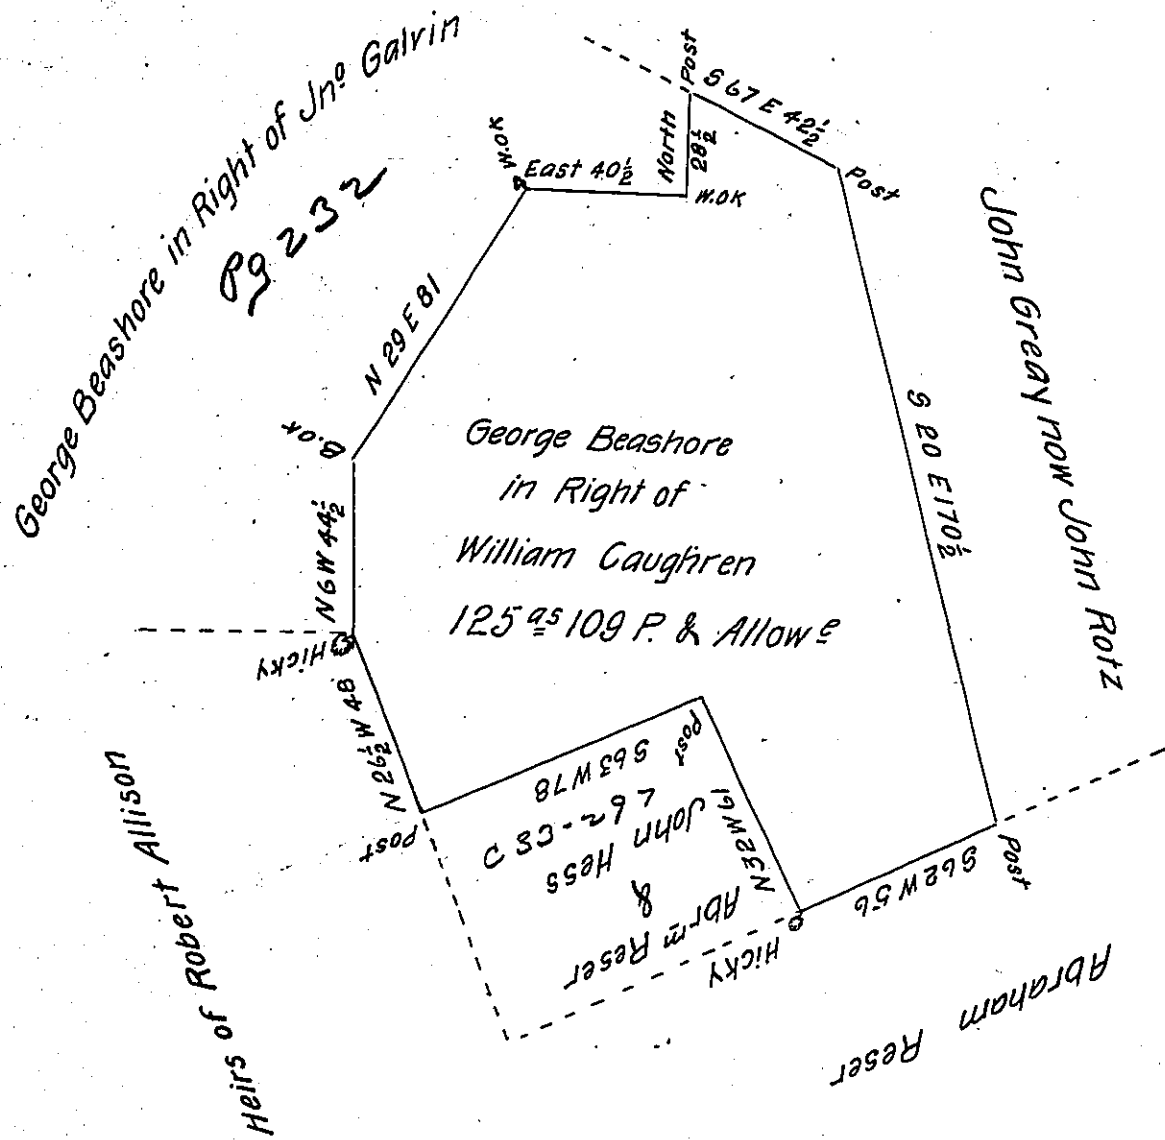 George Beashore in Right of Jnº Galvin
Pg 232
Post
S 67 E 42½
North
28½
W.OK
East 40½
W.OK
Post
N 29 E 81
John Greay now John Rotz
S 20 E 170½
B.OK
George Beashore
in Right of
William Caughren
125 as 109 P. & Allowe
N 6 W 44½
Hicky
N 26½ W 48
Post
S 63 W 78
Post
John Hess
&
Abrm Reser
N 32 W 61
Hicky
S 62 W 56
Post
Heirs of Robert Allison
Abraham Reser